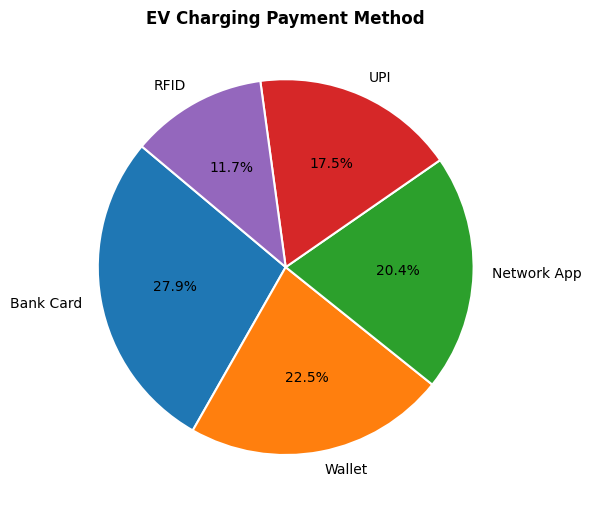 EV Charging Payment Method
RFID
UPI
11.7%
17.5%
20.4%
Network App
27.9%
Bank Card
22.5%
Wallet